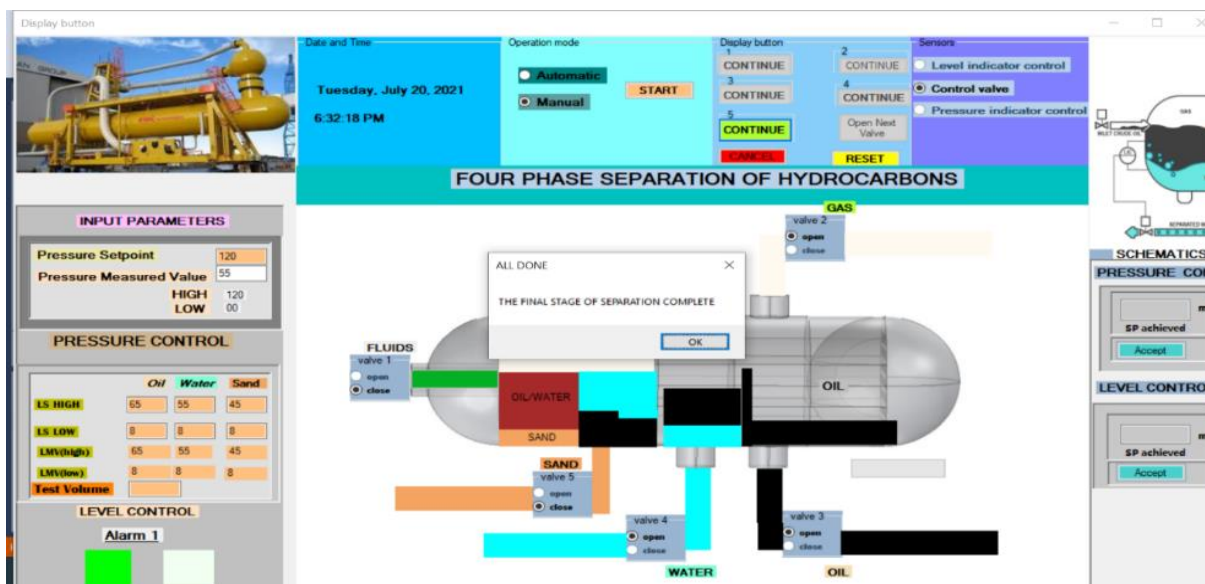 Display button
Date and Time
Tuesday, July 20, 2021
6:32:18 PM
Operation mode
Automatic
Manual
START
Display button
1
CONTINUE
2
CONTINUE
3
CONTINUE
4
CONTINUE
5
CONTINUE
Open Next
Valve
CANCEL
RESET
Sensors
Level indicator control
Control valve
Pressure indicator control
FOUR PHASE SEPARATION OF HYDROCARBONS
INPUT PARAMETERS
Pressure Setpoint 120
Pressure Measured Value 55
HIGH 120
LOW 00
PRESSURE CONTROL
Oil Water Sand
LS HIGH 65 55 45
LS LOW 8 8 8
LMV(high) 65 55 45
LMV(low) 8 8 8
Test Volume
LEVEL CONTROL
Alarm 1
GAS
valve 2
open
close
ALL DONE
THE FINAL STAGE OF SEPARATION COMPLETE
OK
FLUIDS
valve 1
open
close
OIL/WATER
SAND
OIL
SAND
valve 5
open
close
valve 4
open
close
WATER
valve 3
open
close
OIL
GAS
INLET CRUDE OIL
SEPARATED W
SCHEMATICS
PRESSURE CO
m
SP achieved
Accept
LEVEL CONTRO
m
SP achieved
Accept